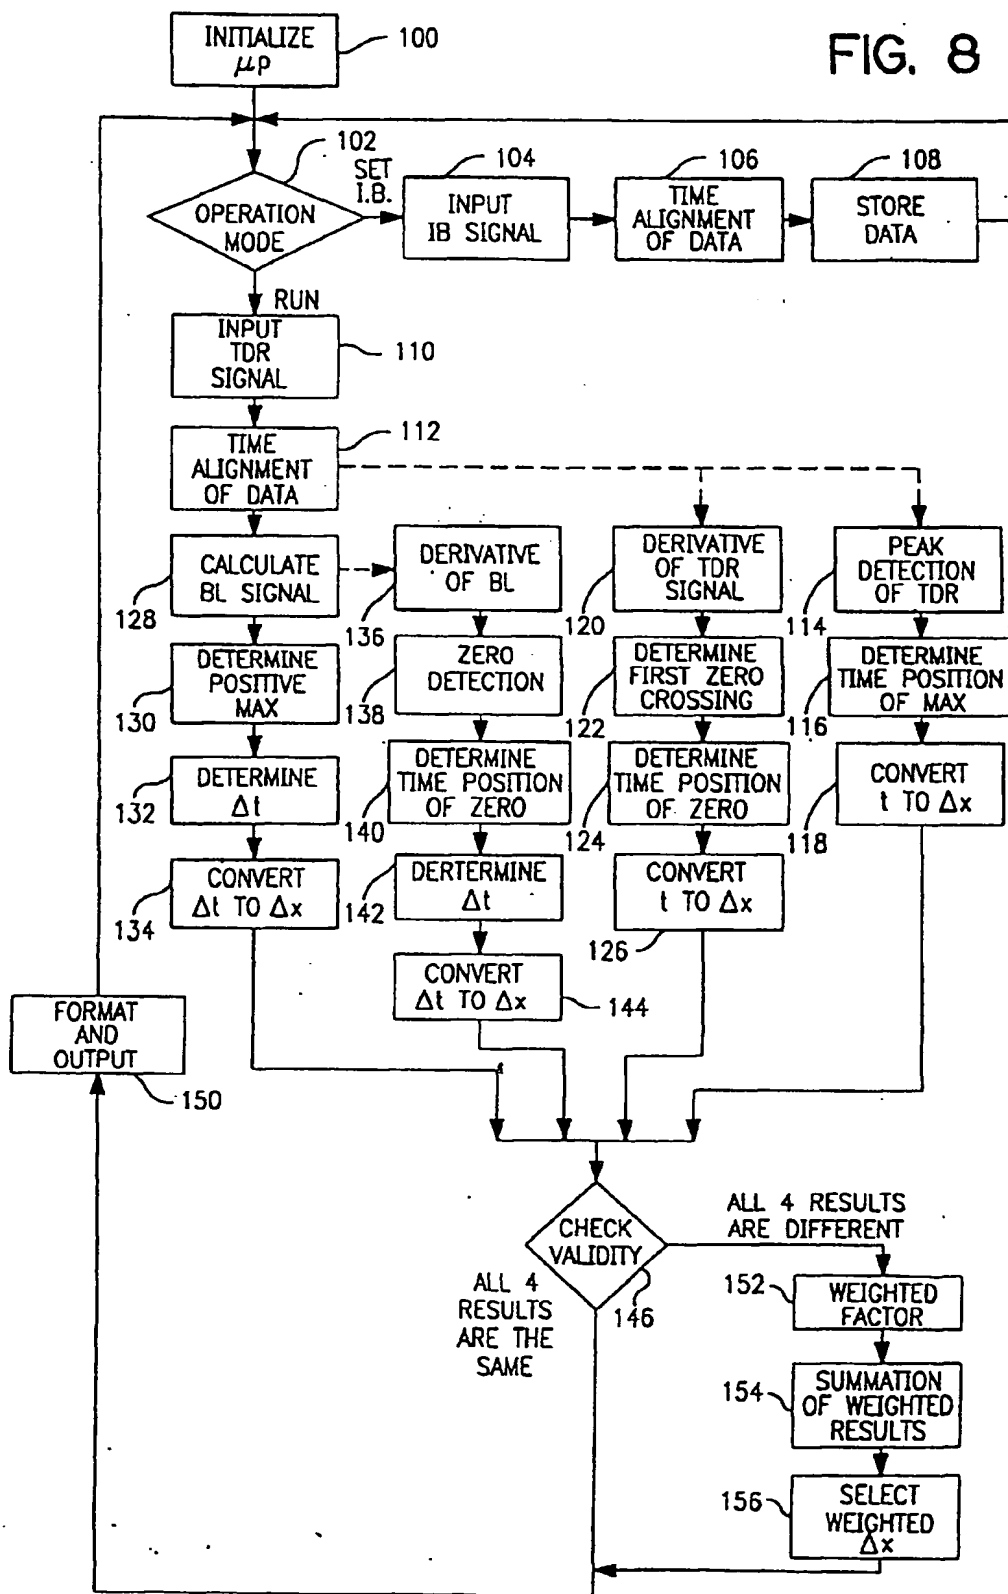 FIG. 8
INITIALIZE
μP
100
102
OPERATION
MODE
SET
I.B.
104
INPUT
IB SIGNAL
106
TIME
ALIGNMENT
OF DATA
108
STORE
DATA
RUN
INPUT
TDR
SIGNAL
110
TIME
ALIGNMENT
OF DATA
112
CALCULATE
BL SIGNAL
128
DETERMINE
POSITIVE
MAX
130
DETERMINE
Δt
132
CONVERT
Δt TO Δx
134
DERIVATIVE
OF BL
136
ZERO
DETECTION
138
DETERMINE
TIME POSITION
OF ZERO
140
DERTERMINE
Δt
142
CONVERT
Δt TO Δx
144
DERIVATIVE
OF TDR
SIGNAL
120
DETERMINE
FIRST ZERO
CROSSING
122
DETERMINE
TIME POSITION
OF ZERO
124
CONVERT
t TO Δx
126
PEAK
DETECTION
OF TDR
114
DETERMINE
TIME POSITION
OF MAX
116
CONVERT
t TO Δx
118
FORMAT
AND
OUTPUT
150
CHECK
VALIDITY
146
ALL 4 RESULTS
ARE DIFFERENT
ALL 4
RESULTS
ARE THE
SAME
152
WEIGHTED
FACTOR
154
SUMMATION
OF WEIGHTED
RESULTS
156
SELECT
WEIGHTED
Δx